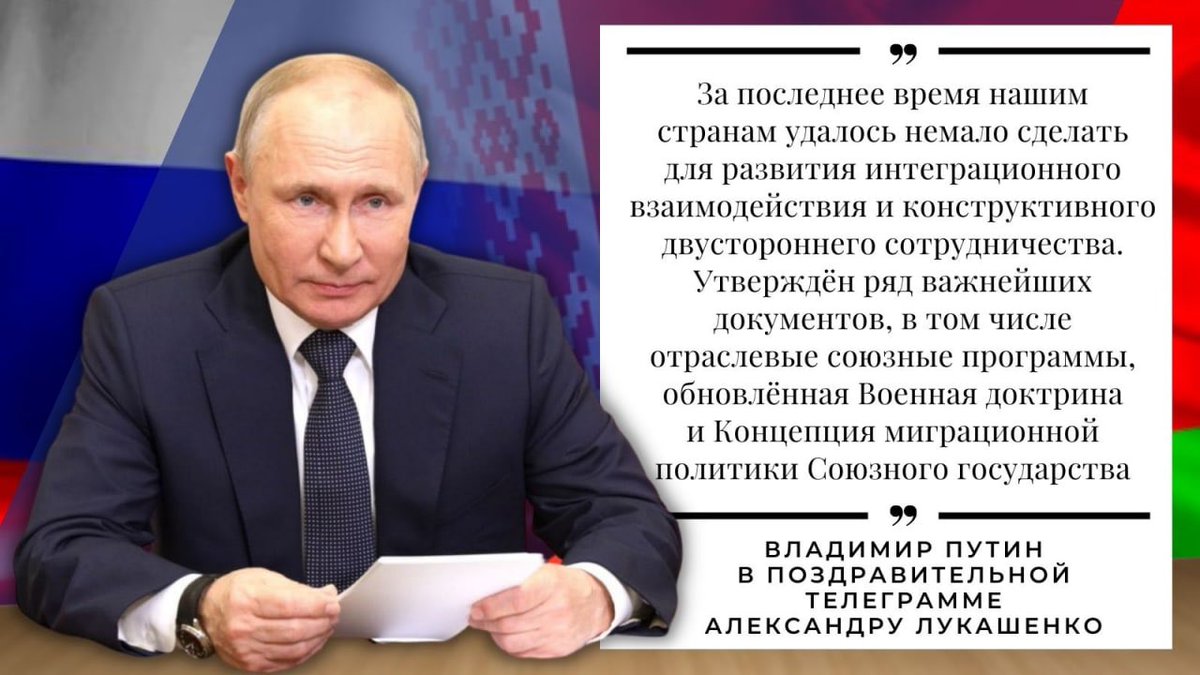 За последнее время нашим
странам удалось немало сделать
для развития интеграционного
взаимодействия и конструктивного
двустороннего сотрудничества.
Утверждён ряд важнейших
документов, в том числе
отраслевые союзные программы,
обновлённая Военная доктрина
и Концепция миграционной
политики Союзного государства
ВЛАДИМИР ПУТИН
В ПОЗДРАВИТЕЛЬНОЙ
ТЕЛЕГРАММЕ
АЛЕКСАНДРУ ЛУКАШЕНКО